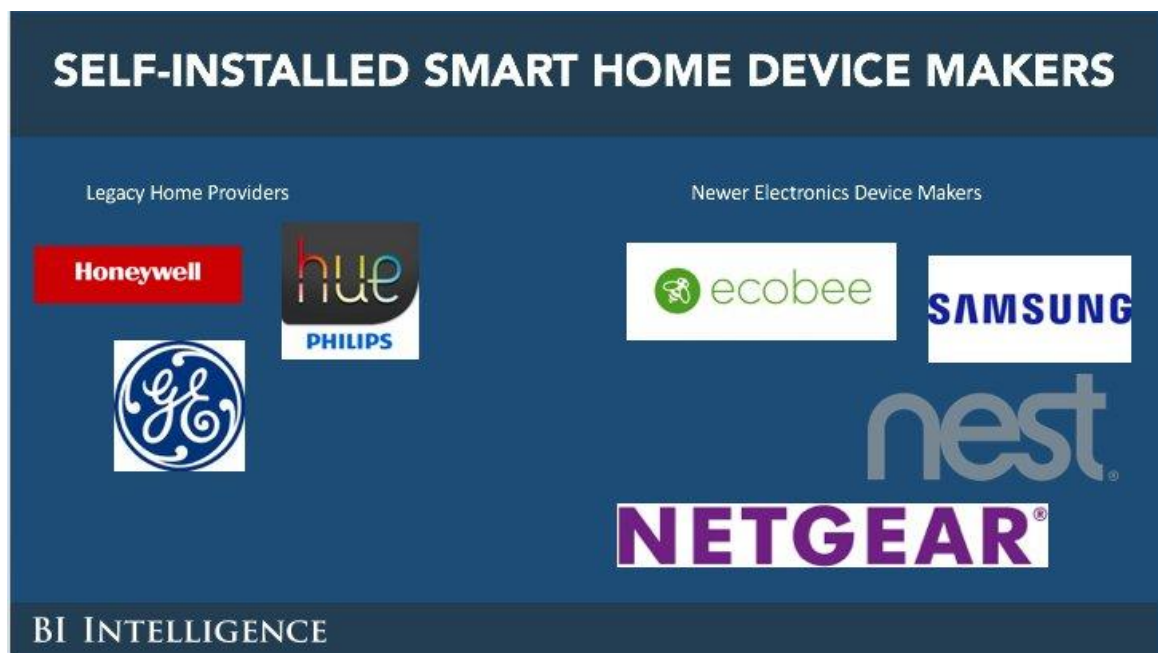 SELF-INSTALLED SMART HOME DEVICE MAKERS
Legacy Home Providers
Honeywell
hue
PHILIPS
GE
Newer Electronics Device Makers
ecobee
SAMSUNG
nest®
NETGEAR®
BI INTELLIGENCE